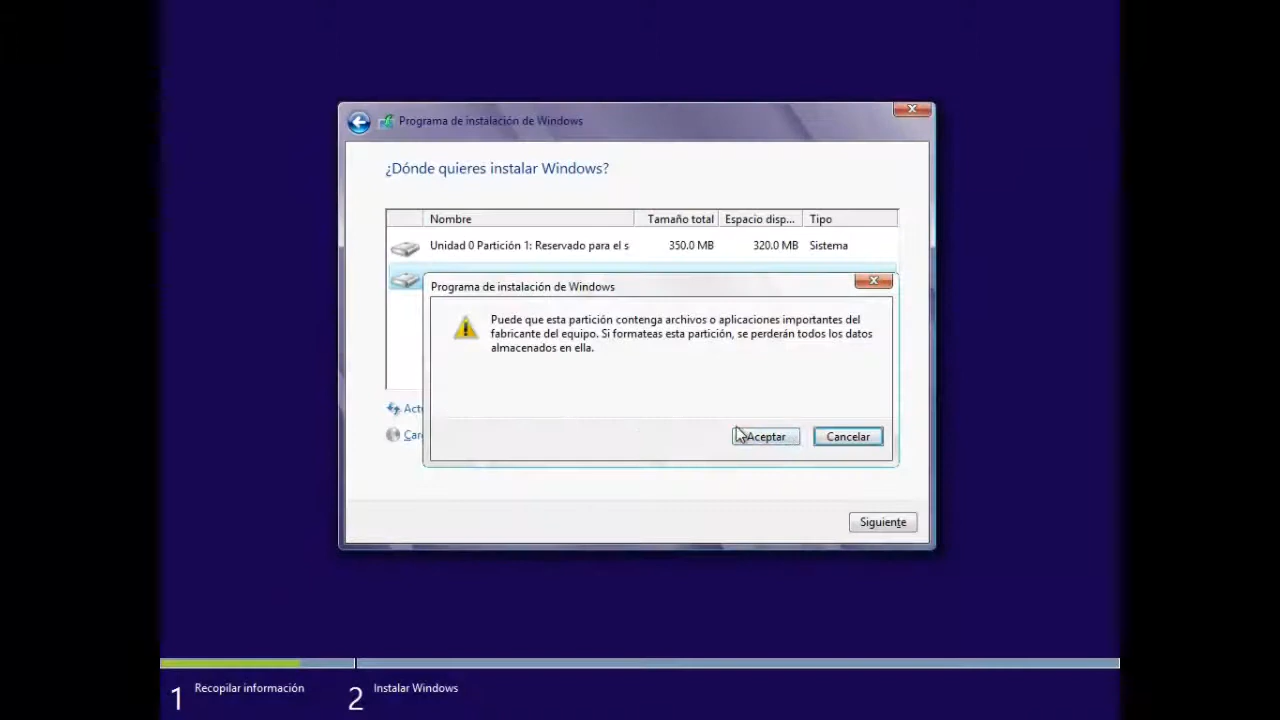 Programa de instalación de Windows
¿Dónde quieres instalar Windows?
Nombre Tamaño total Espacio disp... Tipo
Unidad 0 Partición 1: Reservado para el s 350.0 MB 320.0 MB Sistema
Programa de instalación de Windows
Puede que esta partición contenga archivos o aplicaciones importantes del
fabricante del equipo. Si formateas esta partición, se perderán todos los datos
almacenados en ella.
Aceptar Cancelar
Siguiente
1 Recopilar información 2 Instalar Windows